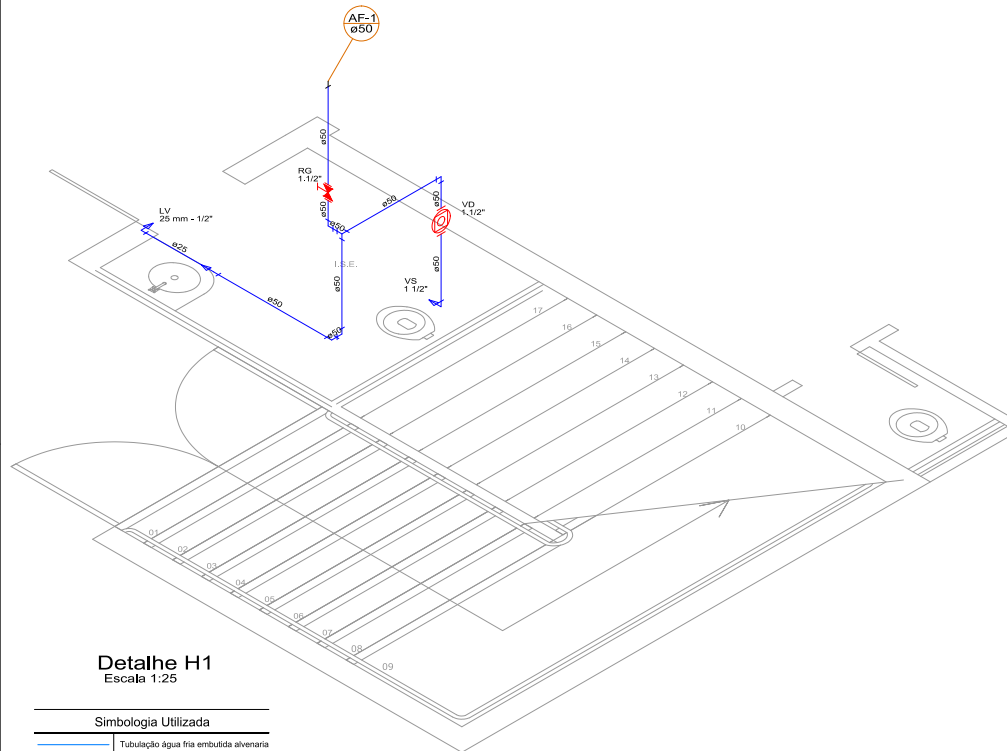 AF-1
ø50
ø50
RG
1.1/2"
ø50
ø50
ø50
ø50
VD
1.1/2"
LV
25 mm - 1/2"
ø25
ø50
I.S.E.
ø50
ø50
ø50
VS
1 1/2"
17
16
15
14
13
12
11
10
01
02
03
04
05
06
07
08
09
Detalhe H1
Escala 1:25
Simbologia Utilizada
Tubulação água fria embutida alvenaria